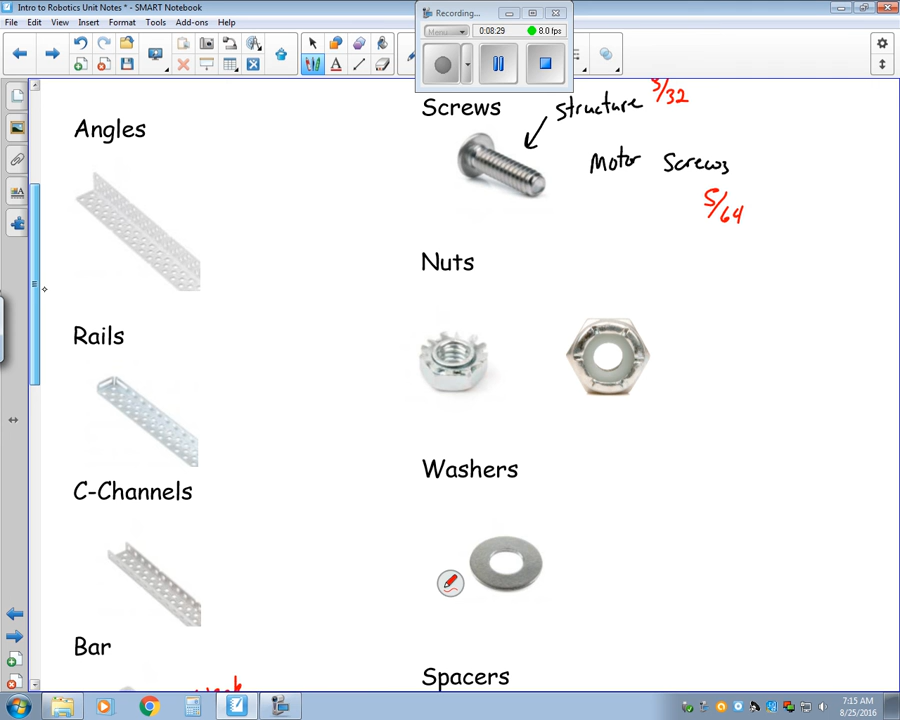 Intro to Robotics Unit Notes * - SMART Notebook
File Edit View Insert Format Tools Add-ons Help
Recording...
Menu
0:08:29
8.0 fps
Angles
Rails
C-Channels
Bar
Screws
structure 5/32
Motor Screws
5/64
Nuts
Washers
Spacers
7:15 AM
8/25/2016